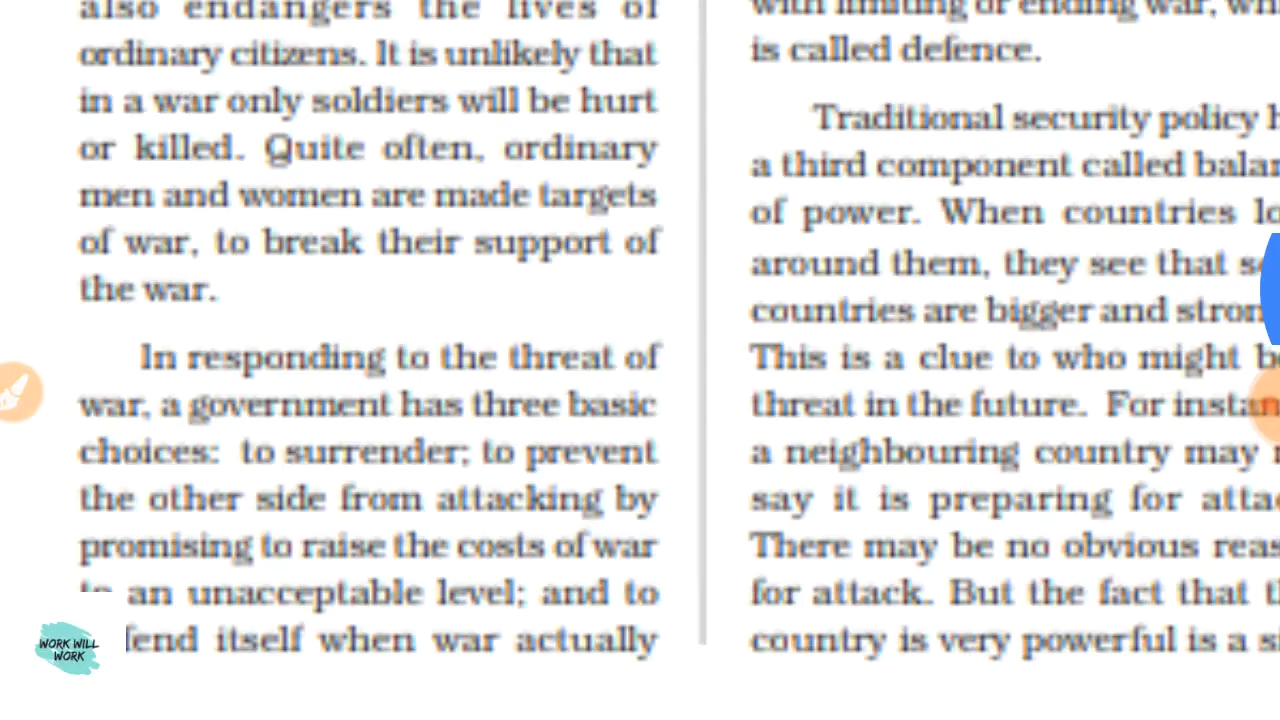 also endangers the lives of
ordinary citizens. It is unlikely that
in a war only soldiers will be hurt
or killed. Quite often, ordinary
men and women are made targets
of war, to break their support of
the war.
In responding to the threat of
war, a government has three basic
choices: to surrender; to prevent
the other side from attacking by
promising to raise the costs of war
to an unacceptable level; and to
fend itself when war actually
with limiting or ending war,
is called defence.
Traditional security policy
a third component called
of power. When countries
around them, they see that
countries are bigger and
This is a clue to who might
threat in the future. For
a neighbouring country may
say it is preparing for
There may be no obvious
for attack. But the fact that
country is very powerful is a
WORK WILL
WORK